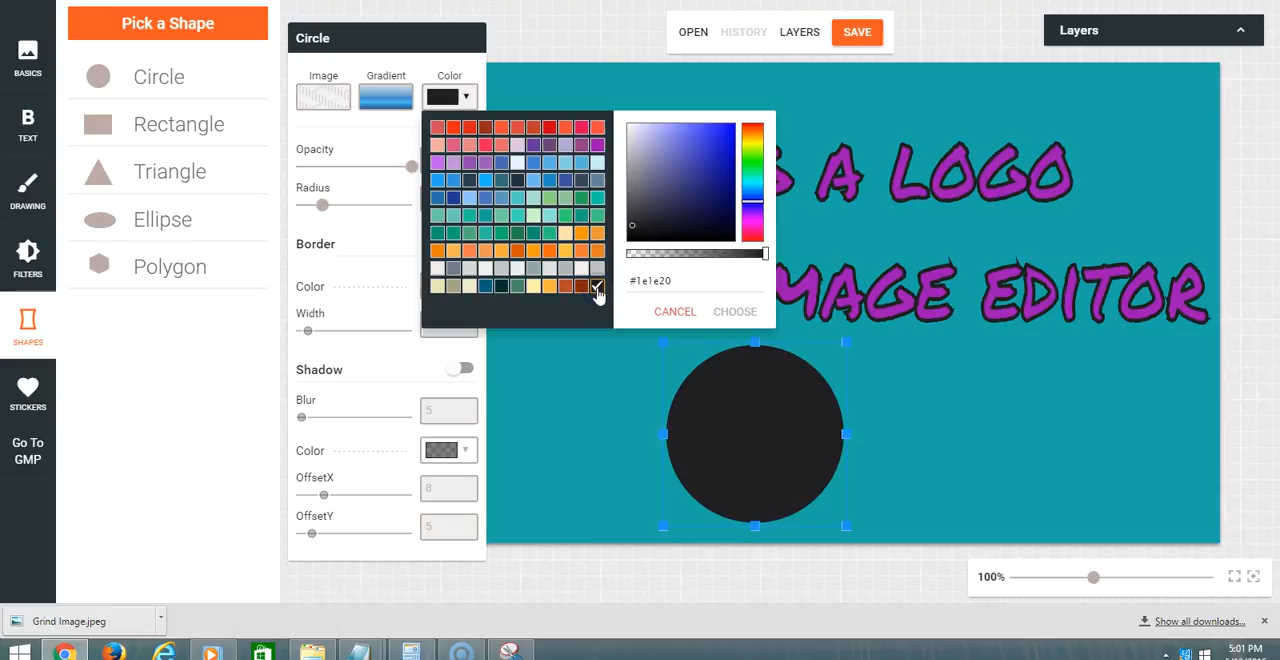 Pick a Shape
Circle
OPEN HISTORY LAYERS SAVE
Layers
BASICS
Image Gradient Color
Circle
TEXT
Rectangle
Opacity
A LOGO
Triangle
Radius
DRAWING
Ellipse
Border
FILTERS
Polygon
Color
#1e1e20
IMAGE EDITOR
Width
CANCEL CHOOSE
SHAPES
Shadow
STICKERS
Blur 5
Go To
GMP
Color
OffsetX 8
OffsetY 5
100%
Grind Image.jpeg
Show all downloads...
5:01 PM